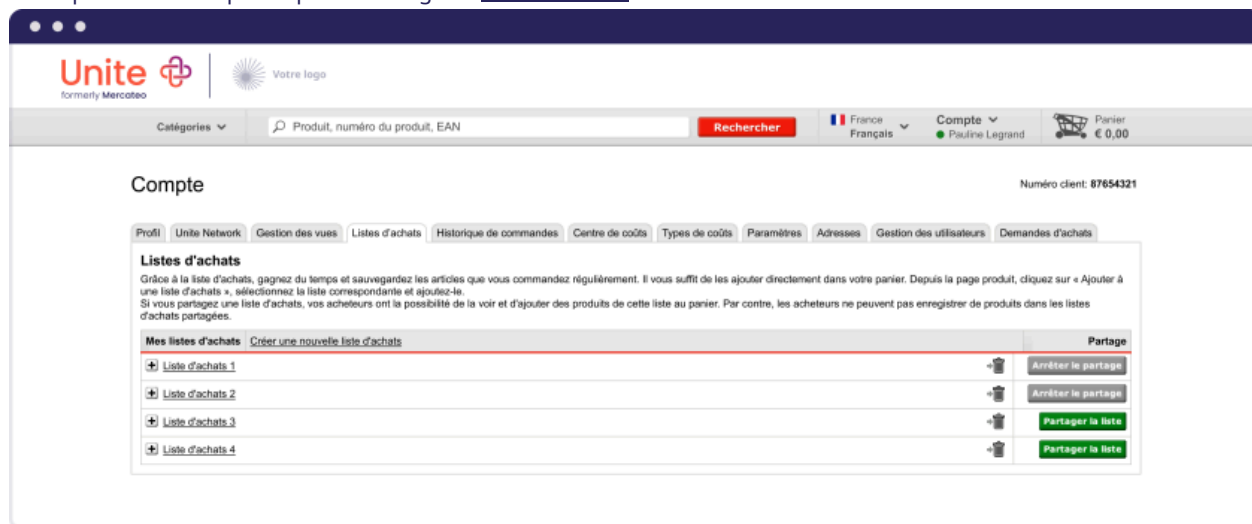 Unite
formerly Mercateo
Votre logo
Catégories
Produit, numéro du produit, EAN
Rechercher
France
Français
Compte
Pauline Legrand
Panier
€ 0,00
Compte
Numéro client: 87654321
Profil Unite Network Gestion des vues Listes d'achats Historique de commandes Centre de coûts Types de coûts Paramètres Adresses Gestion des utilisateurs Demandes d'achats
Listes d'achats
Grâce à la liste d'achats, gagnez du temps et sauvegardez les articles que vous commandez régulièrement. Il vous suffit de les ajouter directement dans votre panier. Depuis la page produit, cliquez sur « Ajouter à
une liste d'achats », sélectionnez la liste correspondante et ajoutez-le.
Si vous partagez une liste d'achats, vos acheteurs ont la possibilité de la voir et d'ajouter des produits de cette liste au panier. Par contre, les acheteurs ne peuvent pas enregistrer de produits dans les listes
d'achats partagées.
Mes listes d'achats Créer une nouvelle liste d'achats Partage
Liste d'achats 1 Arrêter le partage
Liste d'achats 2 Arrêter le partage
Liste d'achats 3 Partager la liste
Liste d'achats 4 Partager la liste